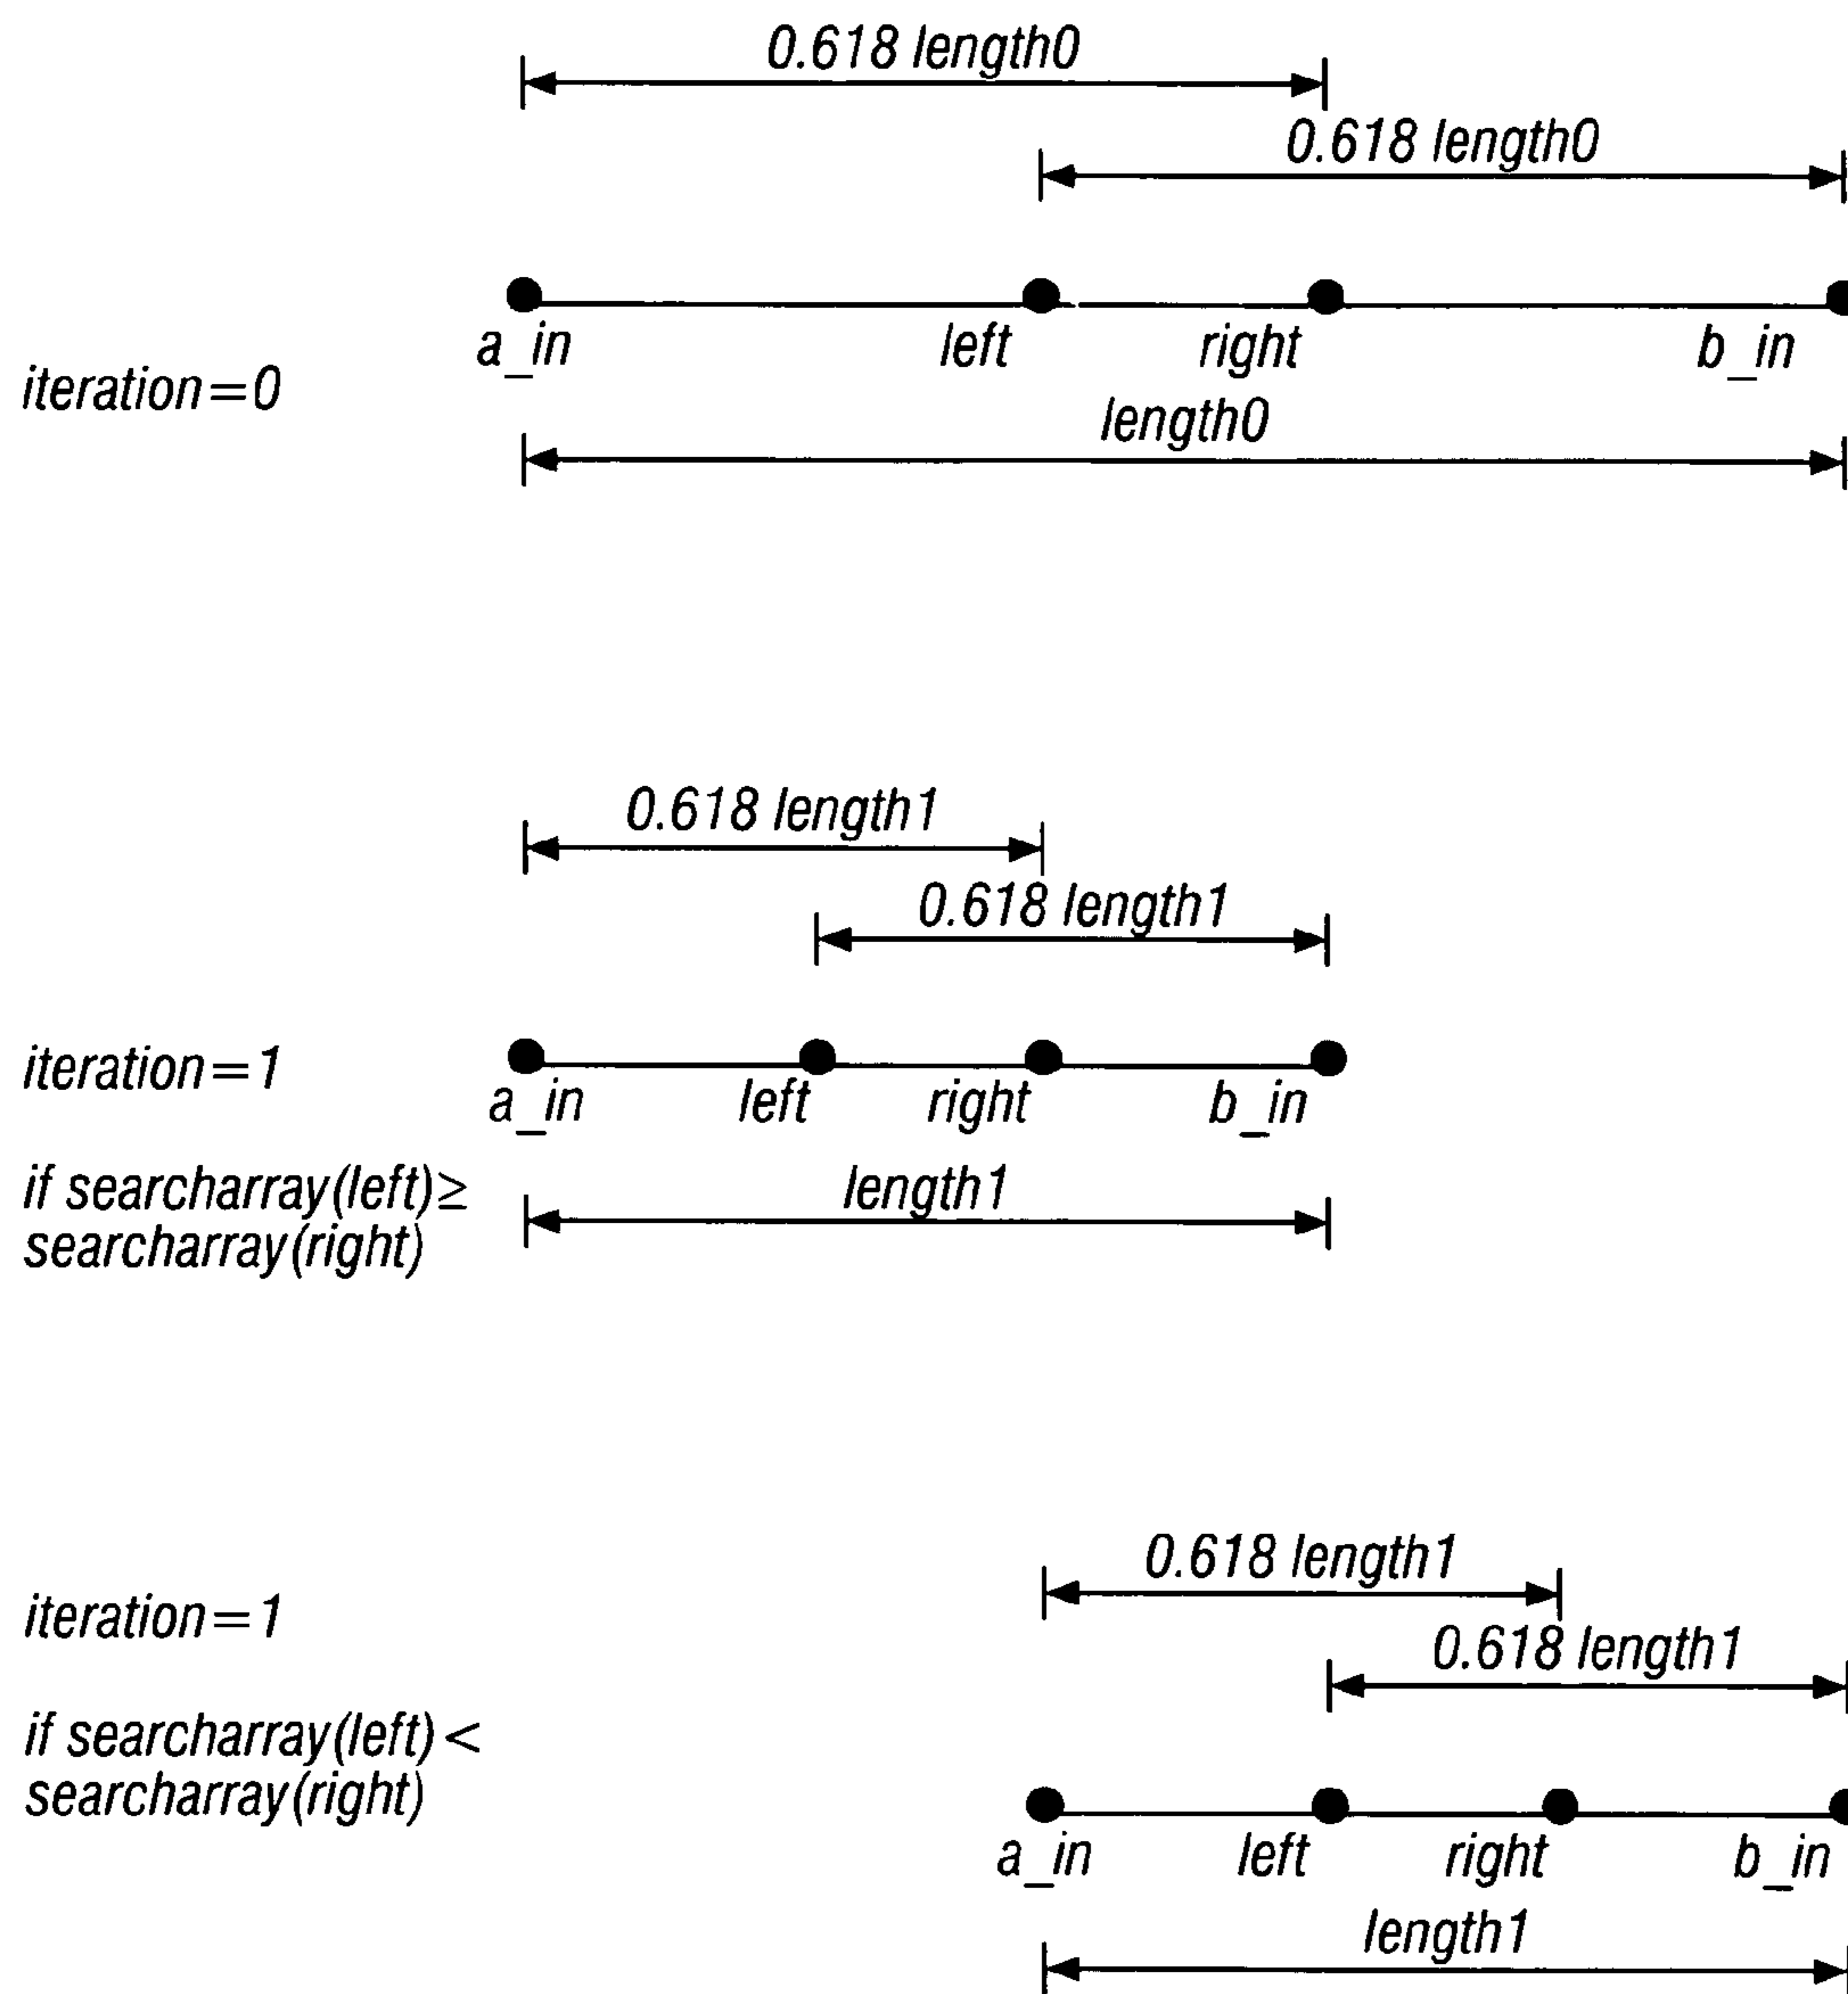 0.618 length0
0.618 length0
a_in left right b_in
iteration=0
length0
0.618 length1
0.618 length1
iteration=1
a_in left right b_in
if searcharray(left)≥
searcharray(right)
length1
0.618 length1
iteration=1
0.618 length1
if searcharray(left)<
searcharray(right)
a_in left right b_in
length1